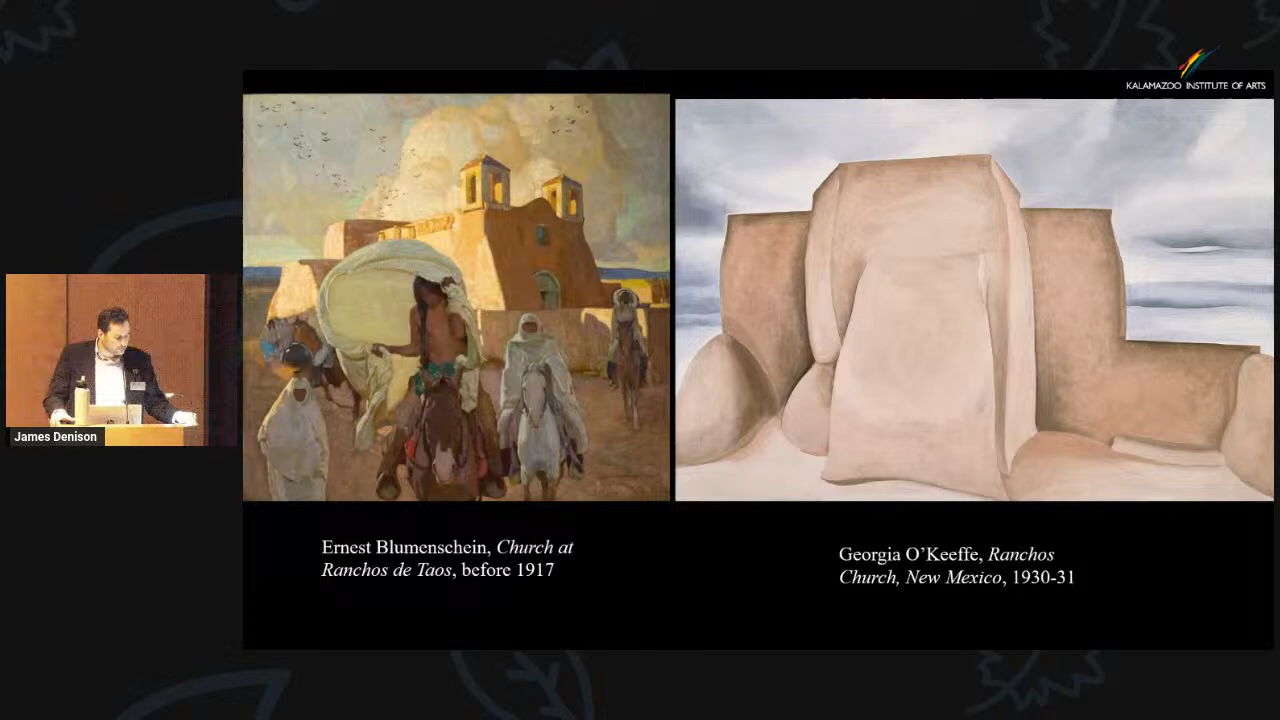 KALAMAZOO INSTITUTE OF ARTS
James Denison
Ernest Blumenschein, Church at
Ranchos de Taos, before 1917
Georgia O’Keeffe, Ranchos
Church, New Mexico, 1930-31